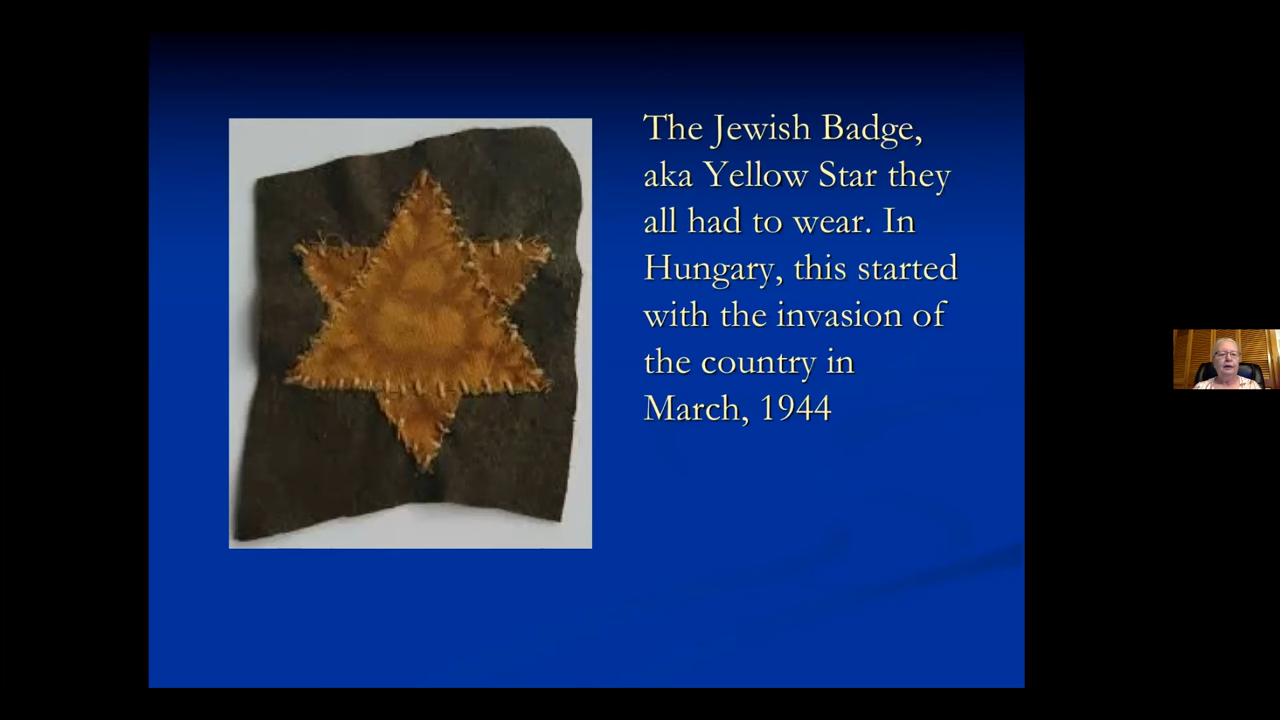 The Jewish Badge,
aka Yellow Star they
all had to wear. In
Hungary, this started
with the invasion of
the country in
March, 1944